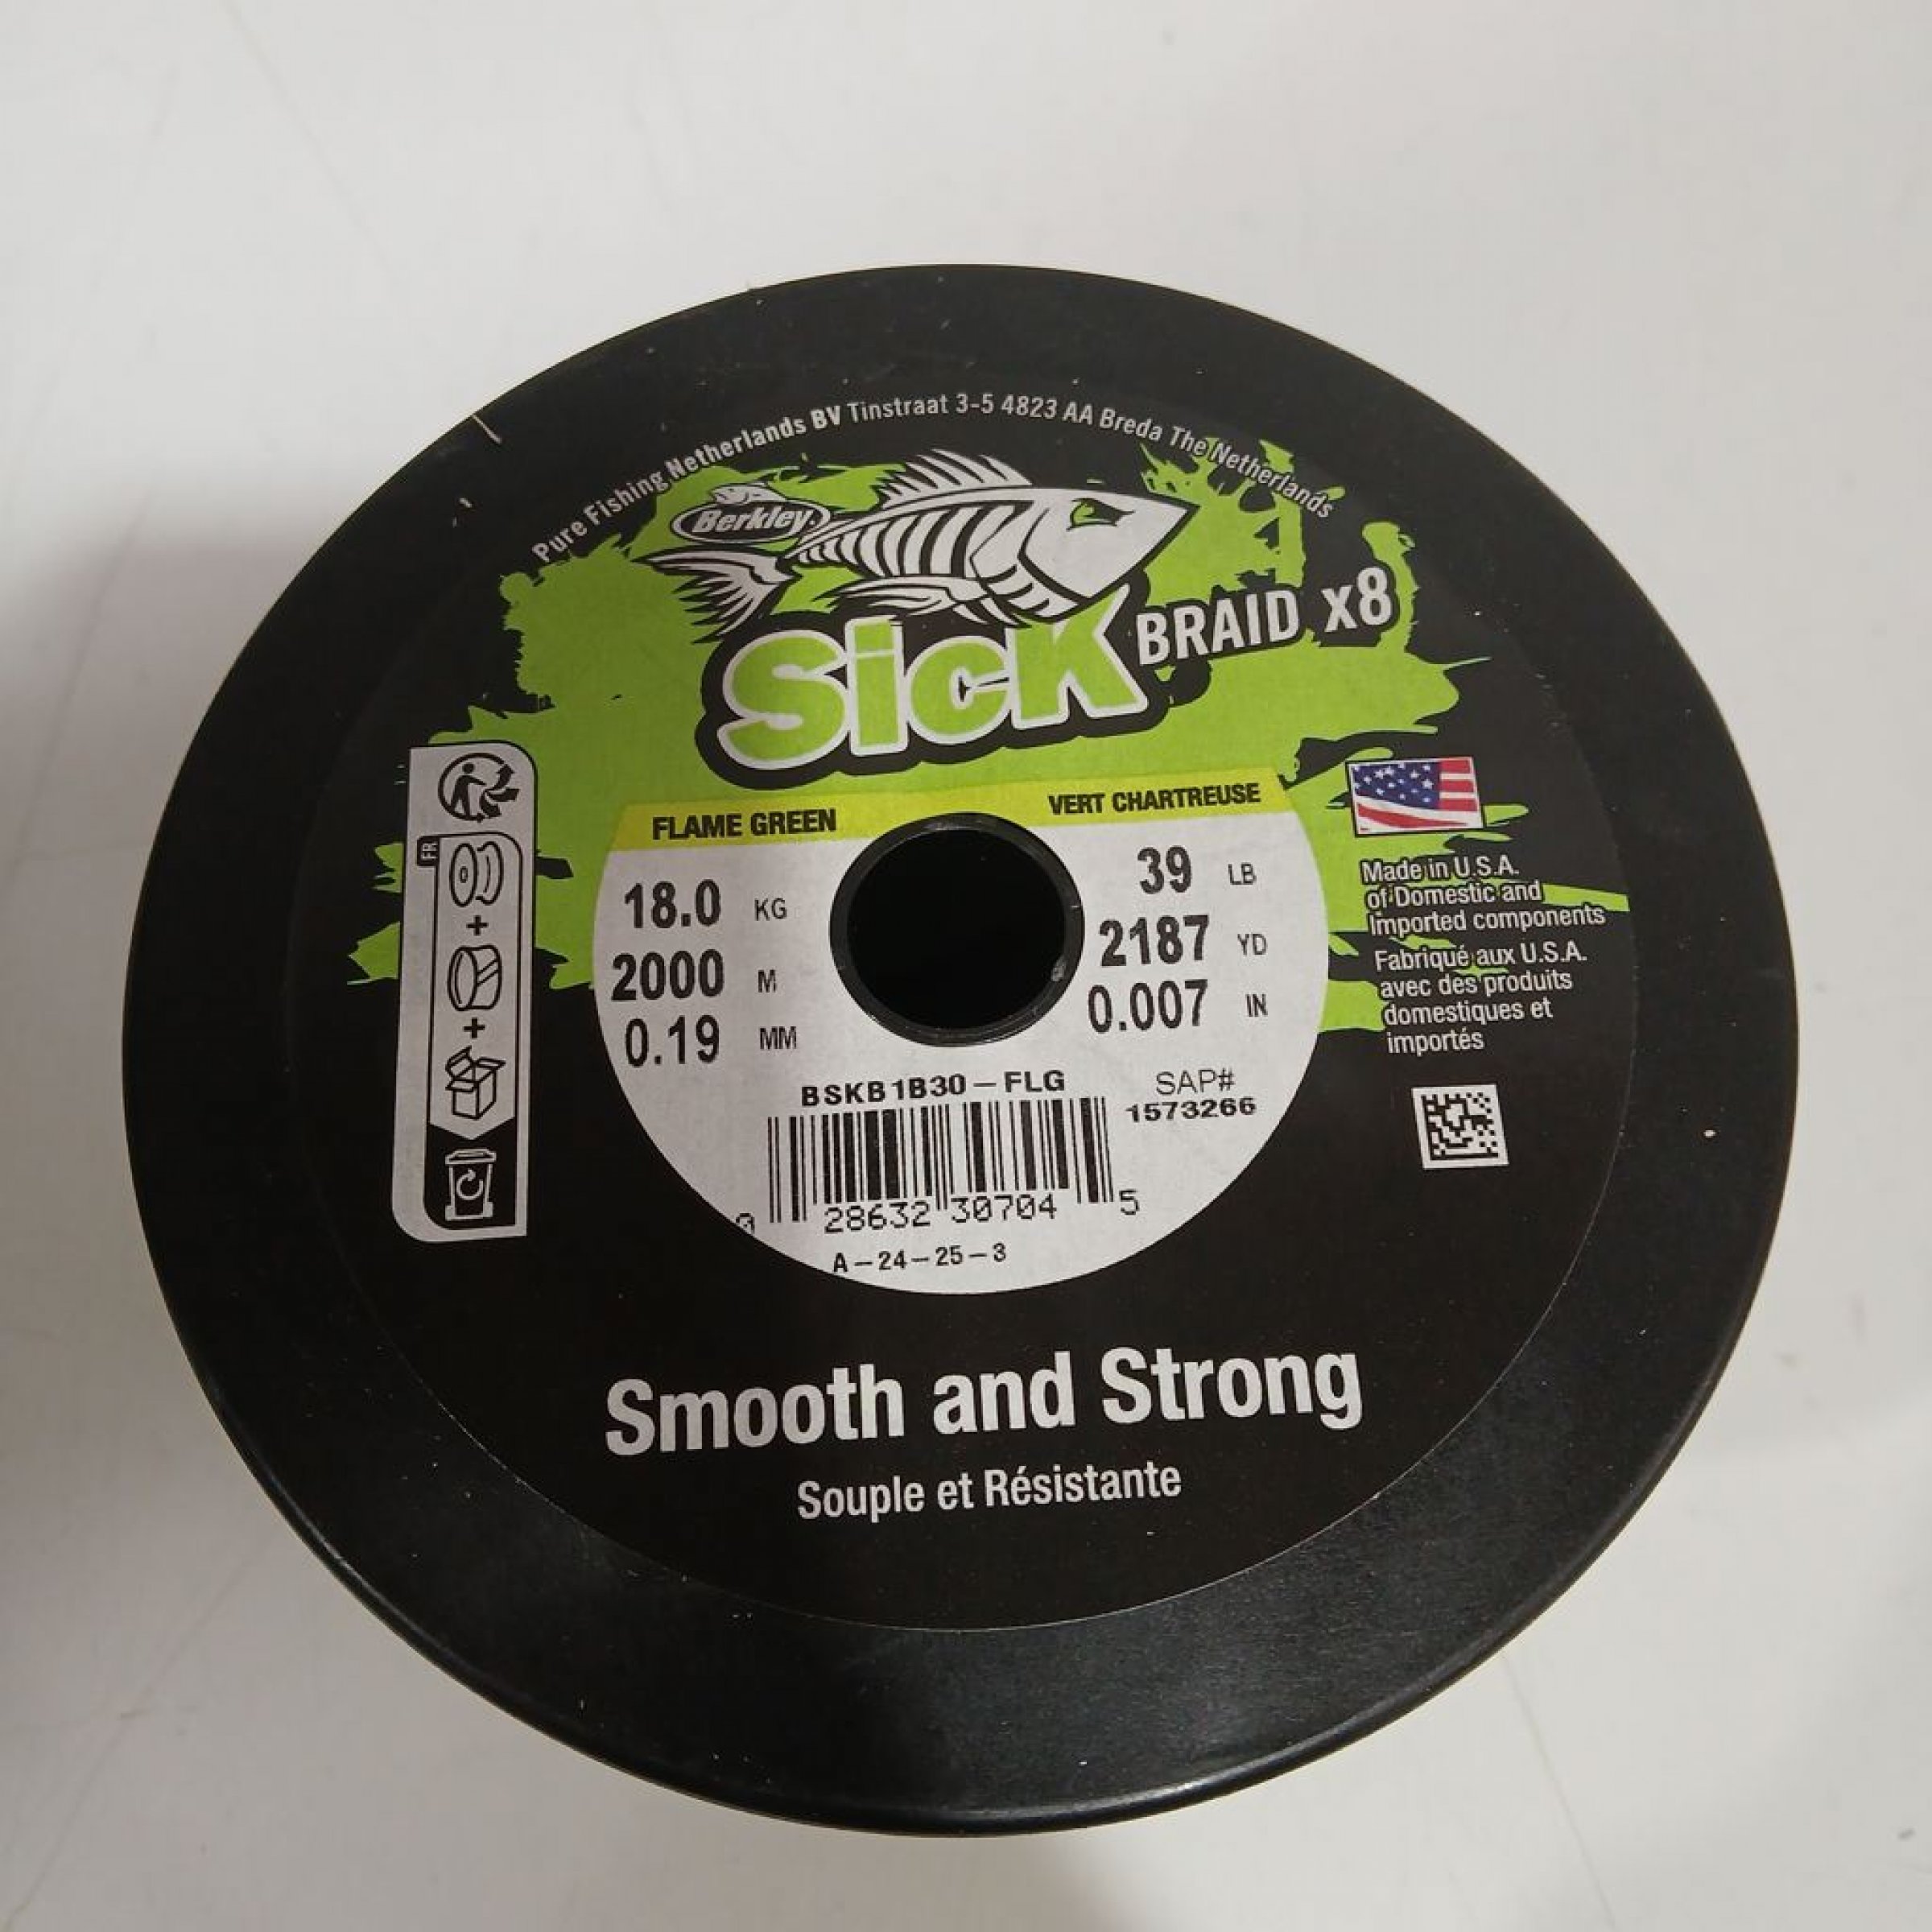 Pure Fishing Netherlands BV Tinstraat 3-5 4823 AA Breda The Netherlands
Berkley
Sick BRAID x8
FLAME GREEN
VERT CHARTREUSE
18.0 KG
39 LB
2000 M
2187 YD
0.19 MM
0.007 IN
FR
+
+
Made in U.S.A.
of Domestic and
Imported components
Fabriqué aux U.S.A.
avec des produits
domestiques et
importés
BSKB1B30-FLG
SAP#
1573266
0 28632 30704 5
A-24-25-3
Smooth and Strong
Souple et Résistante